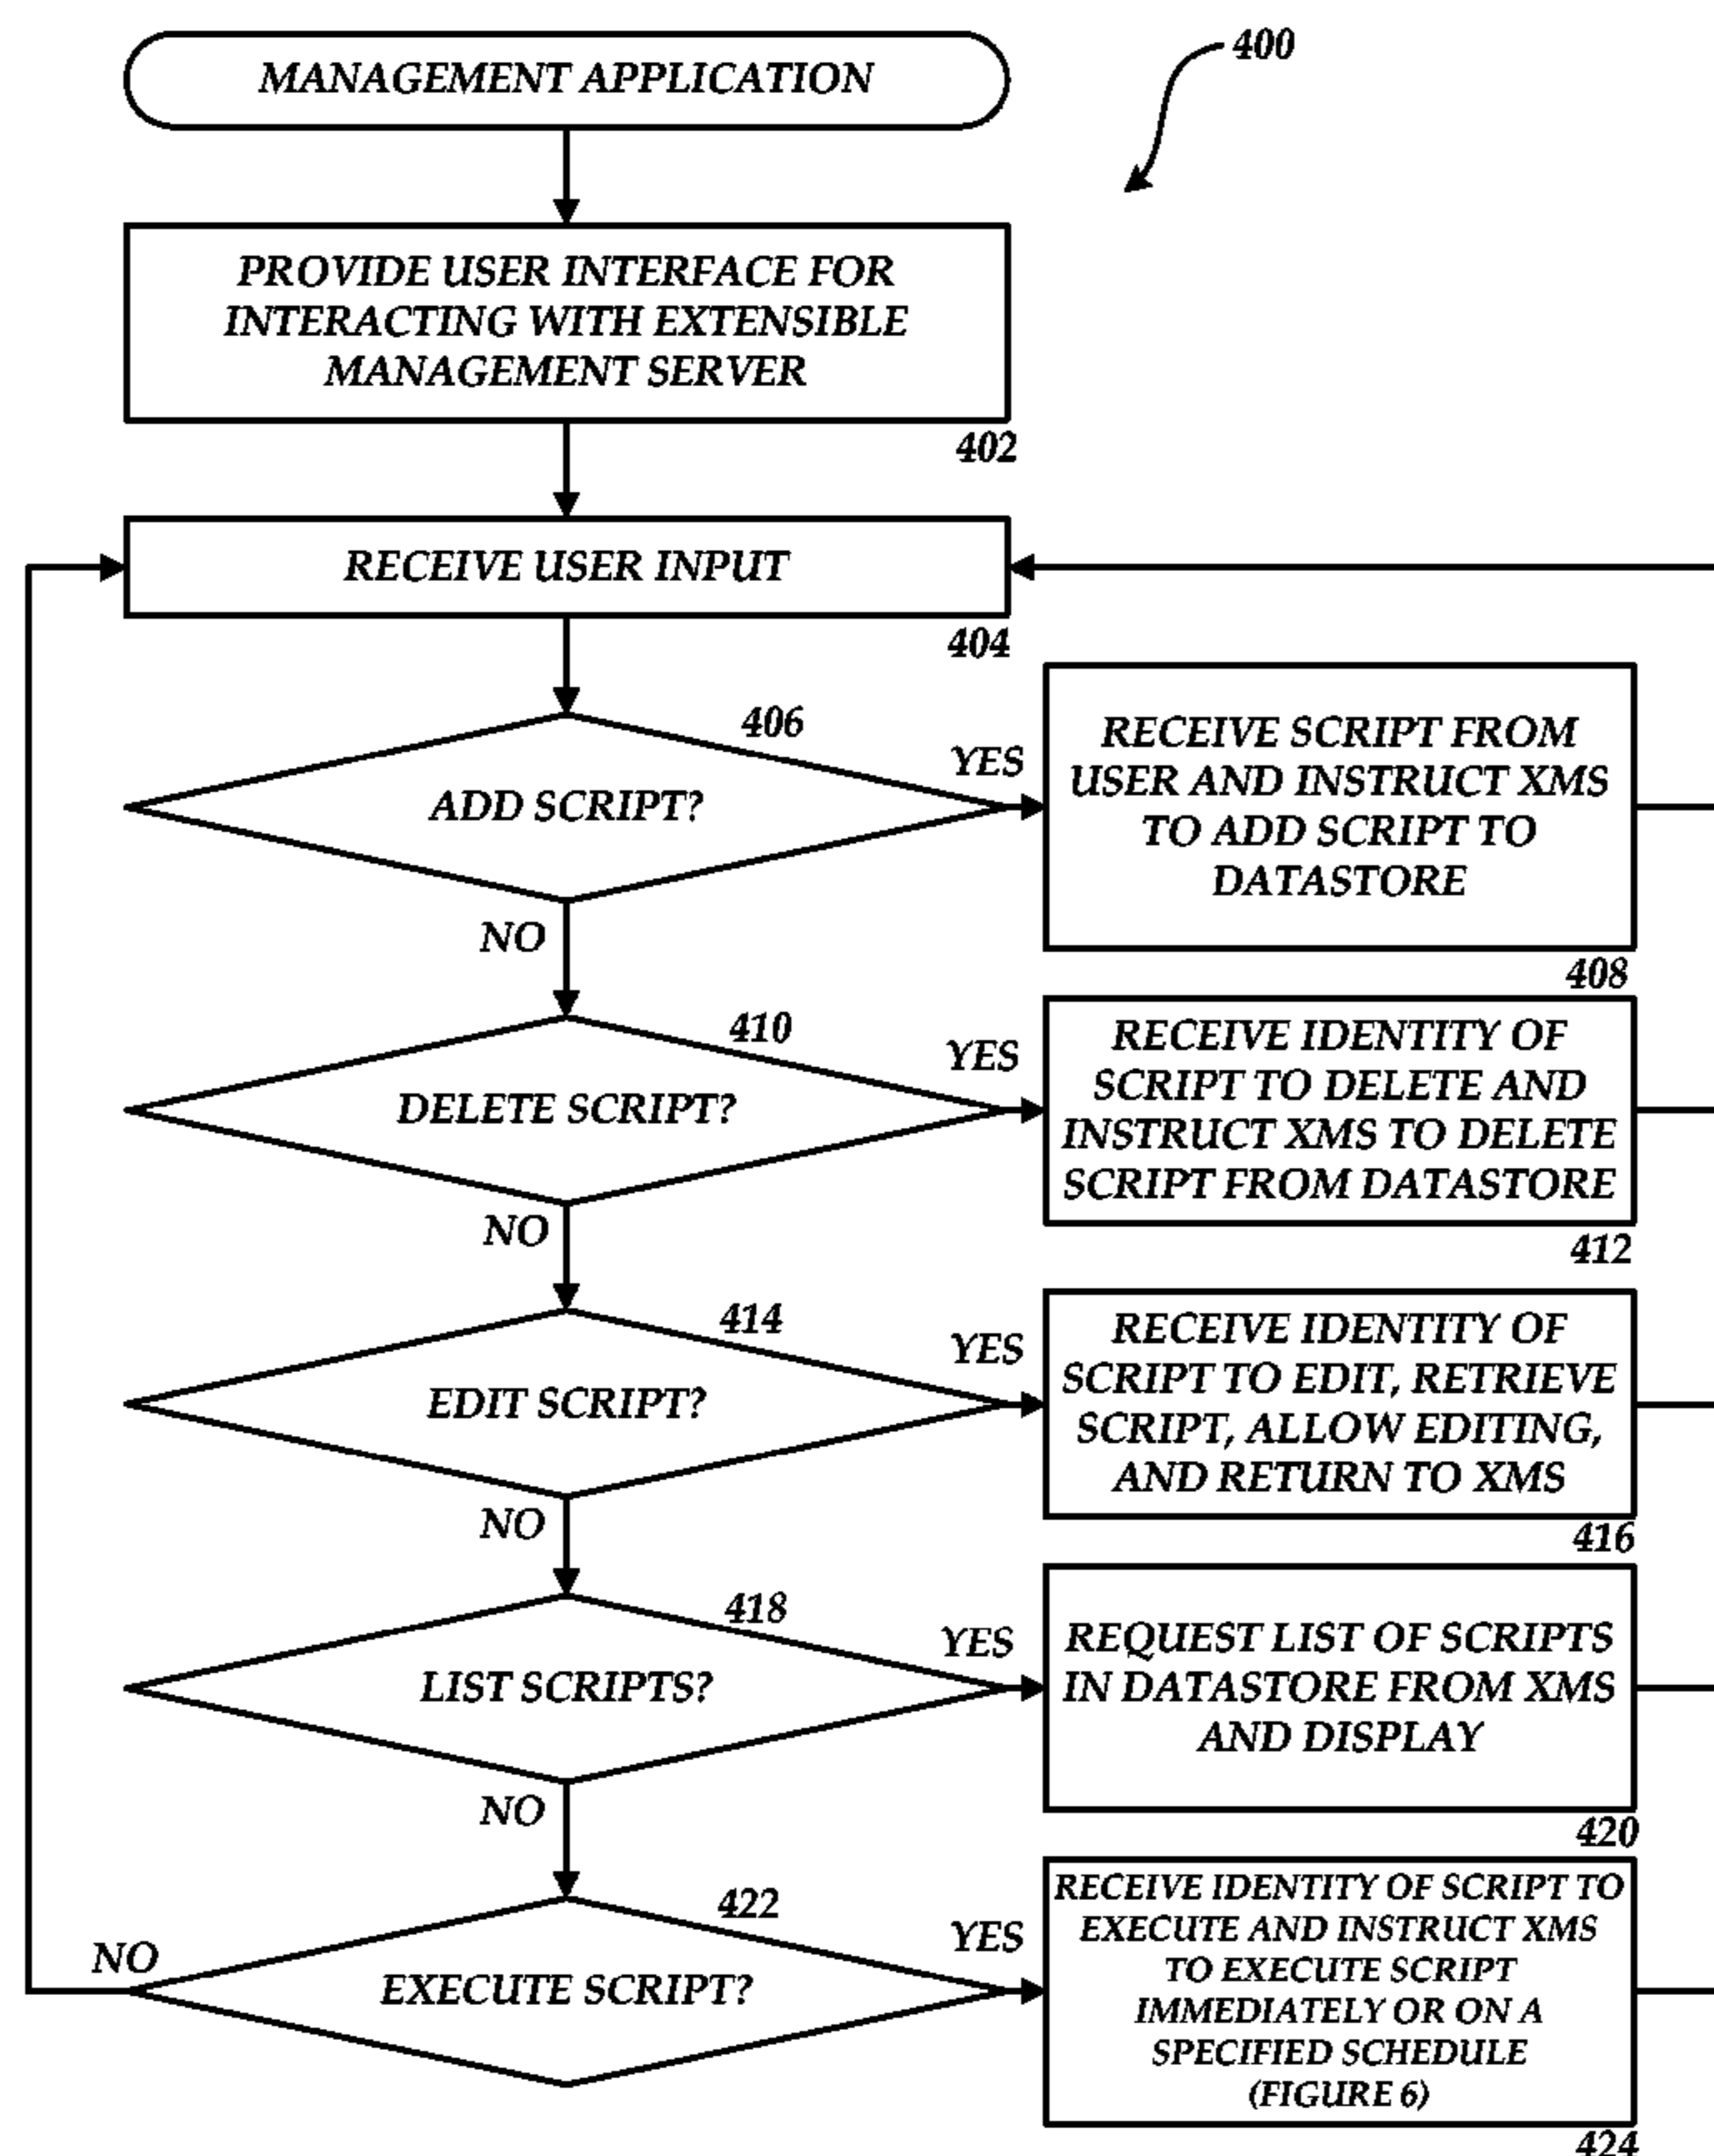 MANAGEMENT APPLICATION
400
PROVIDE USER INTERFACE FOR
INTERACTING WITH EXTENSIBLE
MANAGEMENT SERVER
402
RECEIVE USER INPUT
404
406
ADD SCRIPT?
YES
NO
RECEIVE SCRIPT FROM
USER AND INSTRUCT XMS
TO ADD SCRIPT TO
DATASTORE
408
410
DELETE SCRIPT?
YES
NO
RECEIVE IDENTITY OF
SCRIPT TO DELETE AND
INSTRUCT XMS TO DELETE
SCRIPT FROM DATASTORE
412
414
EDIT SCRIPT?
YES
NO
RECEIVE IDENTITY OF
SCRIPT TO EDIT, RETRIEVE
SCRIPT, ALLOW EDITING,
AND RETURN TO XMS
416
418
LIST SCRIPTS?
YES
NO
REQUEST LIST OF SCRIPTS
IN DATASTORE FROM XMS
AND DISPLAY
420
422
EXECUTE SCRIPT?
YES
NO
RECEIVE IDENTITY OF SCRIPT TO
EXECUTE AND INSTRUCT XMS
TO EXECUTE SCRIPT
IMMEDIATELY OR ON A
SPECIFIED SCHEDULE
(FIGURE 6)
424